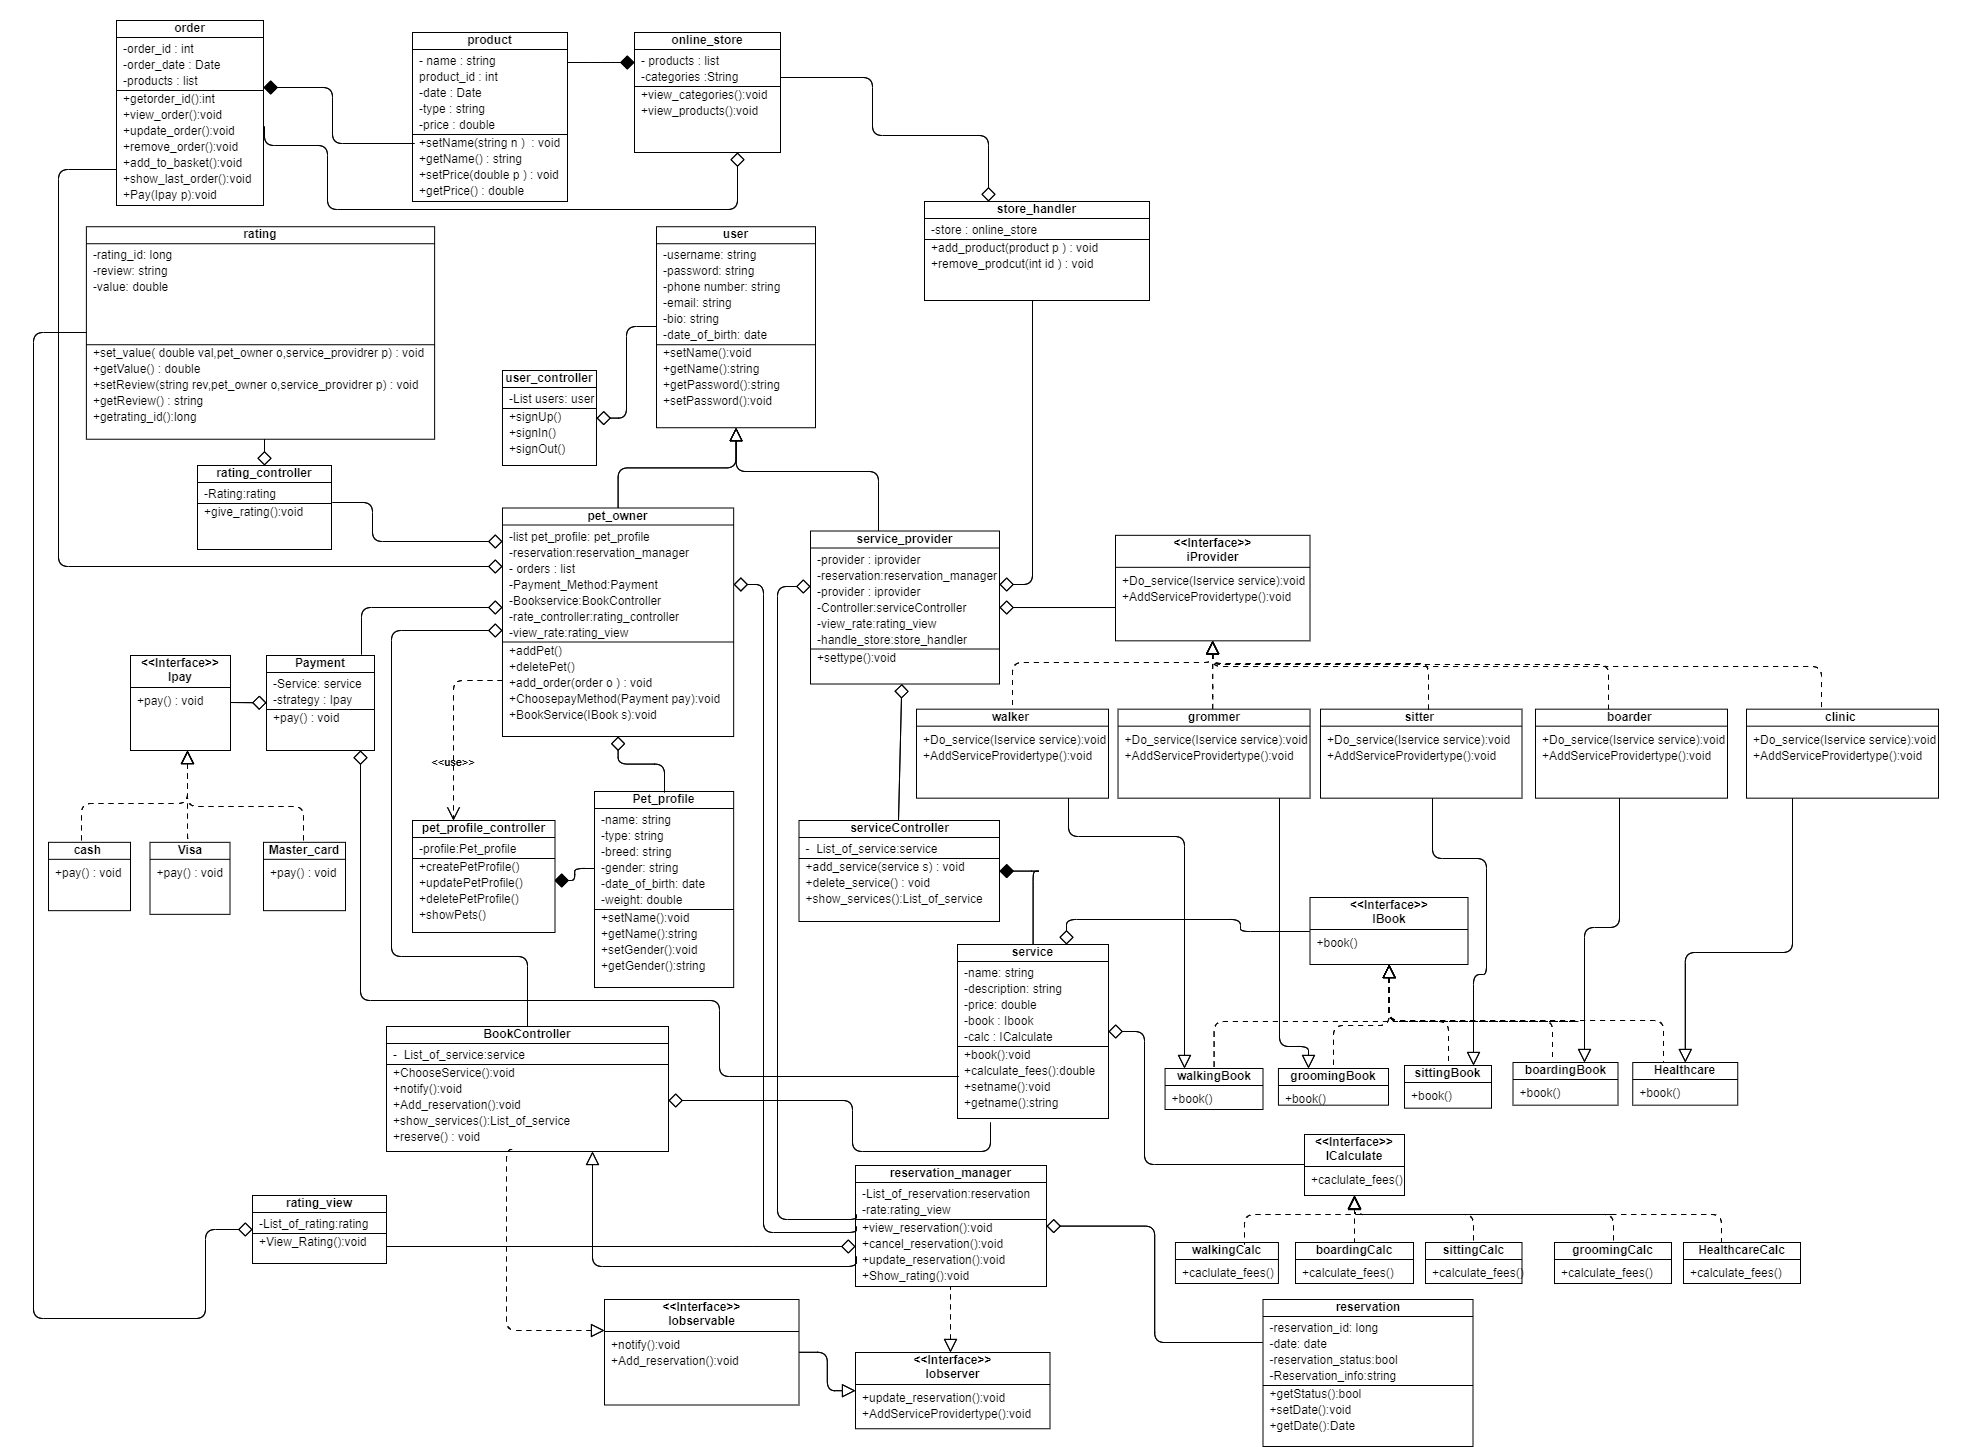 order
-order_id : int
-order_date : Date
-products : list
+getorder_id():int
+view_order():void
+update_order():void
+remove_order():void
+add_to_basket():void
+show_last_order():void
+Pay(Ipay p):void
product
- name : string
product_id : int
-date : Date
-type : string
-price : double
+setName(string n ) : void
+getName() : string
+setPrice(double p ) : void
+getPrice() : double
online_store
- products : list
-categories :String
+view_categories():void
+view_products():void
store_handler
-store : online_store
+add_product(product p ) : void
+remove_prodcut(int id ) : void
rating
-rating_id: long
-review: string
-value: double
+set_value( double val,pet_owner o,service_providrer p) : void
+getValue() : double
+setReview(string rev,pet_owner o,service_providrer p) : void
+getReview() : string
+getrating_id():long
user
-username: string
-password: string
-phone number: string
-email: string
-bio: string
-date_of_birth: date
+setName():void
+getName():string
+getPassword():string
+setPassword():void
user_controller
-List users: user
+signUp()
+signIn()
+signOut()
rating_controller
-Rating:rating
+give_rating():void
pet_owner
-list pet_profile: pet_profile
-reservation:reservation_manager
- orders : list
-Payment_Method:Payment
-Bookservice:BookController
-rate_controller:rating_controller
-view_rate:rating_view
+addPet()
+deletePet()
+add_order(order o ) : void
+ChoosepayMethod(Payment pay):void
+BookService(IBook s):void
service_provider
-provider : iprovider
-reservation:reservation_manager
-provider : iprovider
-Controller:serviceController
-view_rate:rating_view
-handle_store:store_handler
+settype():void
<<Interface>>
iProvider
+Do_service(Iservice service):void
+AddServiceProvidertype():void
<<Interface>>
Ipay
+pay() : void
Payment
-Service: service
-strategy : Ipay
+pay() : void
walker
+Do_service(Iservice service):void
+AddServiceProvidertype():void
grommer
+Do_service(Iservice service):void
+AddServiceProvidertype():void
sitter
+Do_service(Iservice service):void
+AddServiceProvidertype():void
boarder
+Do_service(Iservice service):void
+AddServiceProvidertype():void
clinic
+Do_service(Iservice service):void
+AddServiceProvidertype():void
<<use>>
cash
+pay() : void
Visa
+pay() : void
Master_card
+pay() : void
pet_profile_controller
-profile:Pet_profile
+createPetProfile()
+updatePetProfile()
+deletePetProfile()
+showPets()
Pet_profile
-name: string
-type: string
-breed: string
-gender: string
-date_of_birth: date
-weight: double
+setName():void
+getName():string
+setGender():void
+getGender():string
serviceController
- List_of_service:service
+add_service(service s) : void
+delete_service() : void
+show_services():List_of_service
<<Interface>>
IBook
+book()
service
-name: string
-description: string
-price: double
-book : Ibook
-calc : ICalculate
+book():void
+calculate_fees():double
+setname():void
+getname():string
BookController
- List_of_service:service
+ChooseService():void
+notify():void
+Add_reservation():void
+show_services():List_of_service
+reserve() : void
walkingBook
+book()
groomingBook
+book()
sittingBook
+book()
boardingBook
+book()
Healthcare
+book()
<<Interface>>
ICalculate
+caclulate_fees()
reservation_manager
-List_of_reservation:reservation
-rate:rating_view
+view_reservation():void
+cancel_reservation():void
+update_reservation():void
+Show_rating():void
rating_view
-List_of_rating:rating
+View_Rating():void
walkingCalc
+caclulate_fees()
boardingCalc
+calculate_fees()
sittingCalc
+calculate_fees()
groomingCalc
+calculate_fees()
HealthcareCalc
+calculate_fees()
<<Interface>>
Iobservable
+notify():void
+Add_reservation():void
<<Interface>>
Iobserver
+update_reservation():void
+AddServiceProvidertype():void
reservation
-reservation_id: long
-date: date
-reservation_status:bool
-Reservation_info:string
+getStatus():bool
+setDate():void
+getDate():Date